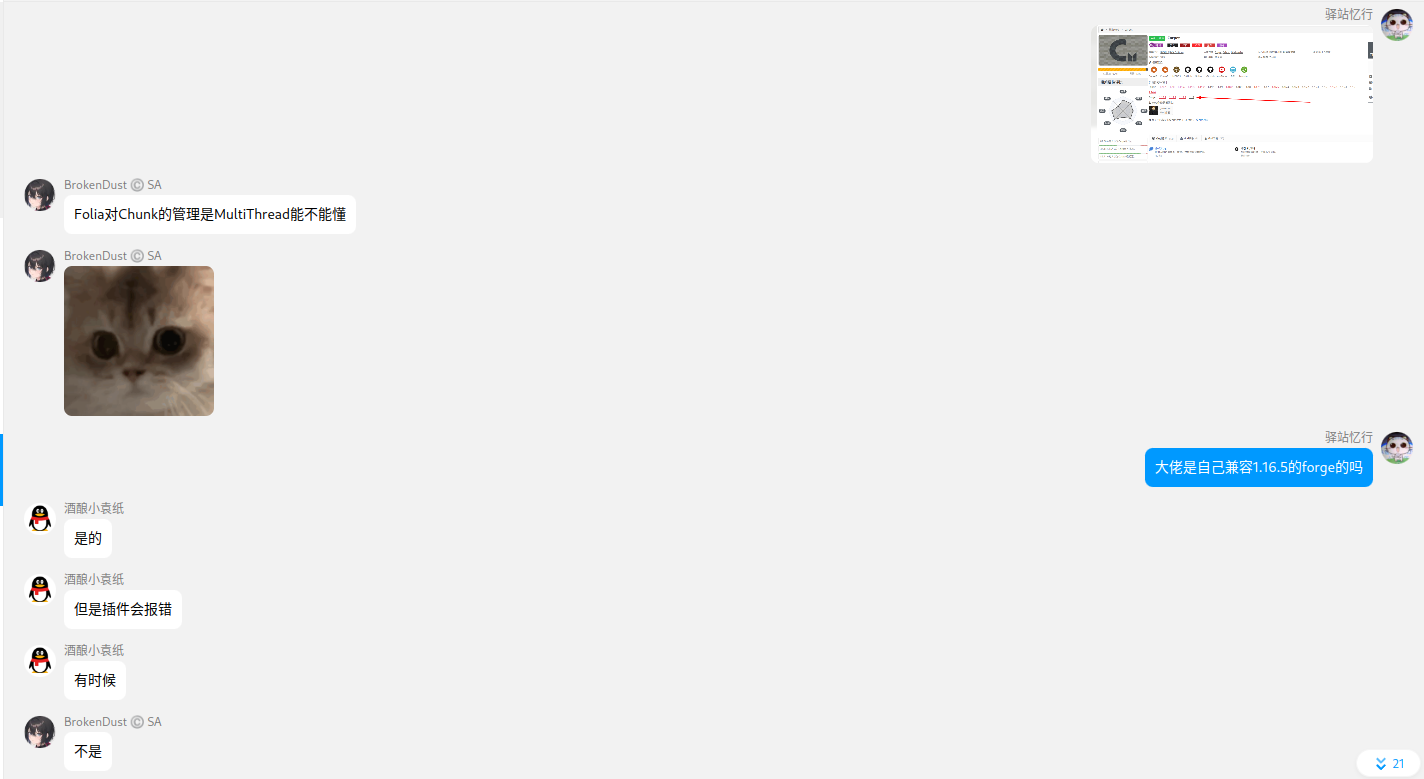 驿站忆行
BrokenDust Ⓒ SA
Folia对Chunk的管理是MultiThread能不能懂
BrokenDust Ⓒ SA
驿站忆行
大佬是自己兼容1.16.5的forge的吗
酒酿小袁纸
是的
酒酿小袁纸
但是插件会报错
酒酿小袁纸
有时候
BrokenDust Ⓒ SA
不是
21